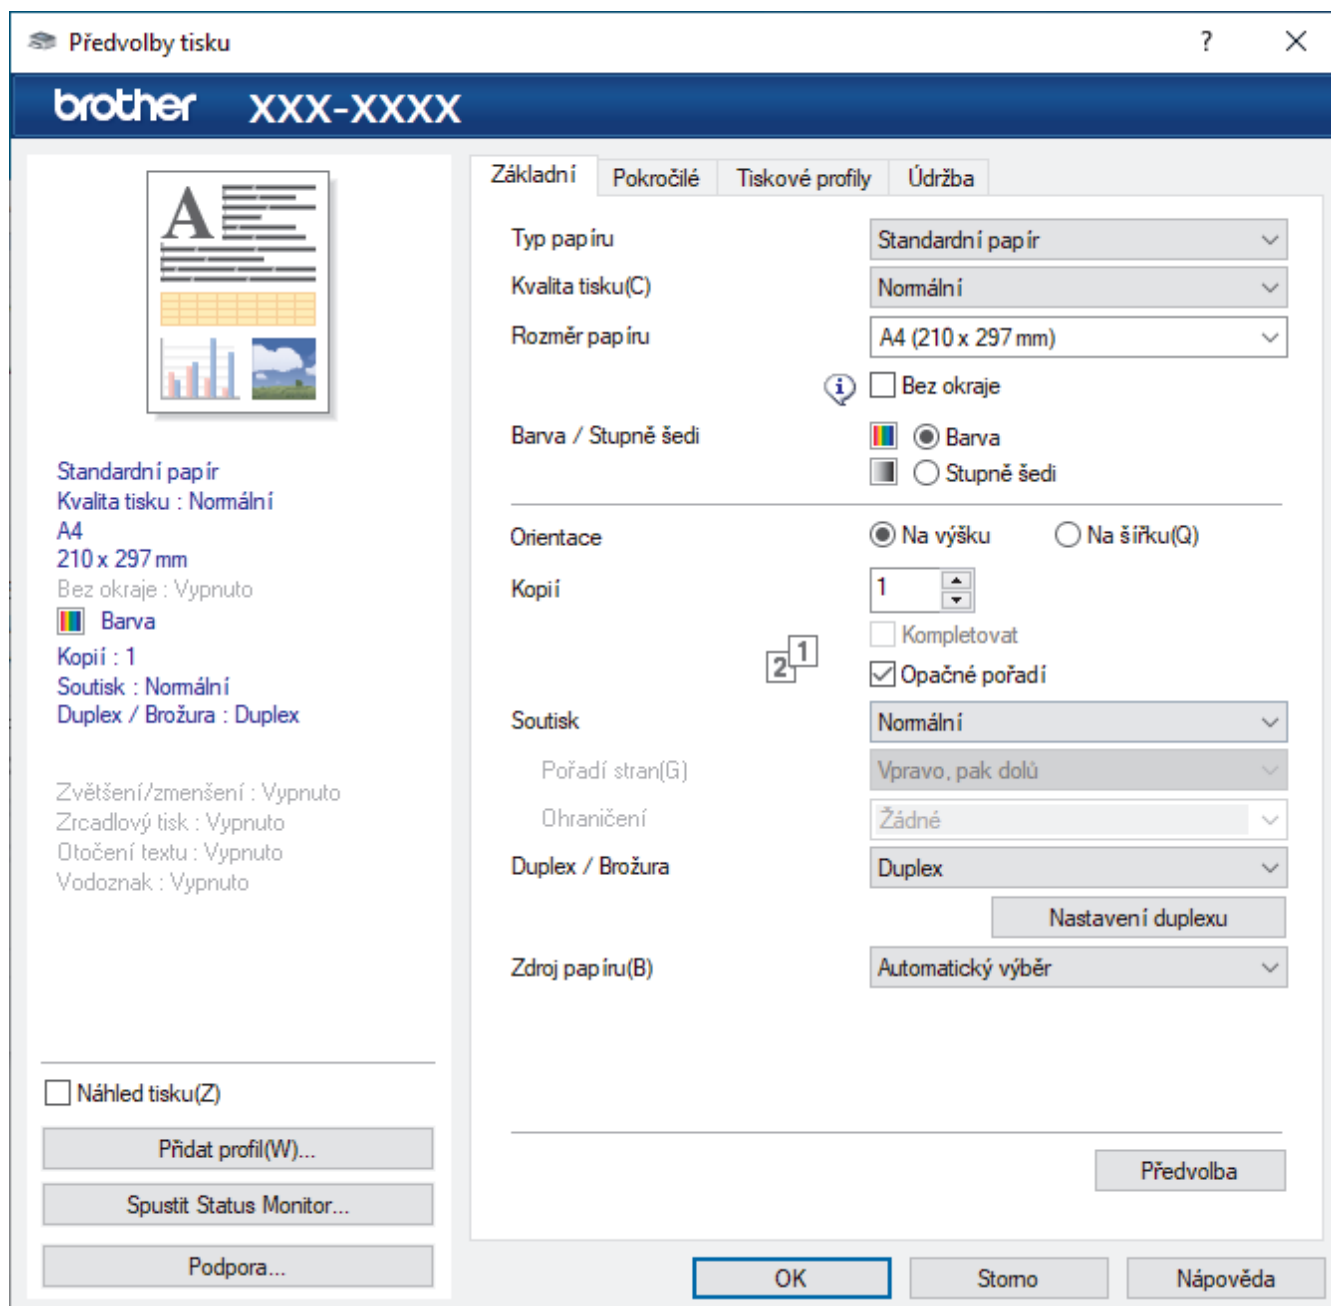 Předvolby tisku
brother XXX-XXXX
A
Standardní papír
Kvalita tisku : Normální
A4
210 x 297 mm
Bez okraje : Vypnuto
Barva
Kopií : 1
Soutisk : Normální
Duplex / Brožura : Duplex
Zvětšení/zmenšení : Vypnuto
Zrcadlový tisk : Vypnuto
Otočení textu : Vypnuto
Vodoznak : Vypnuto
Náhled tisku(Z)
Přidat profil(W)...
Spustit Status Monitor...
Podpora...
Základní Pokročilé Tiskové profily Údržba
Typ papíru Standardní papír
Kvalita tisku(C) Normální
Rozměr papíru A4 (210 x 297 mm)
Bez okraje
Barva / Stupně šedi Barva
Stupně šedi
Orientace Na výšku Na šířku(Q)
Kopií 1
Kompletovat
2 1 Opačné pořadí
Soutisk Normální
Pořadí stran(G) Vpravo, pak dolů
Ohraničení Žádné
Duplex / Brožura Duplex
Nastavení duplexu
Zdroj papíru(B) Automatický výběr
Předvolba
OK Storno Nápověda